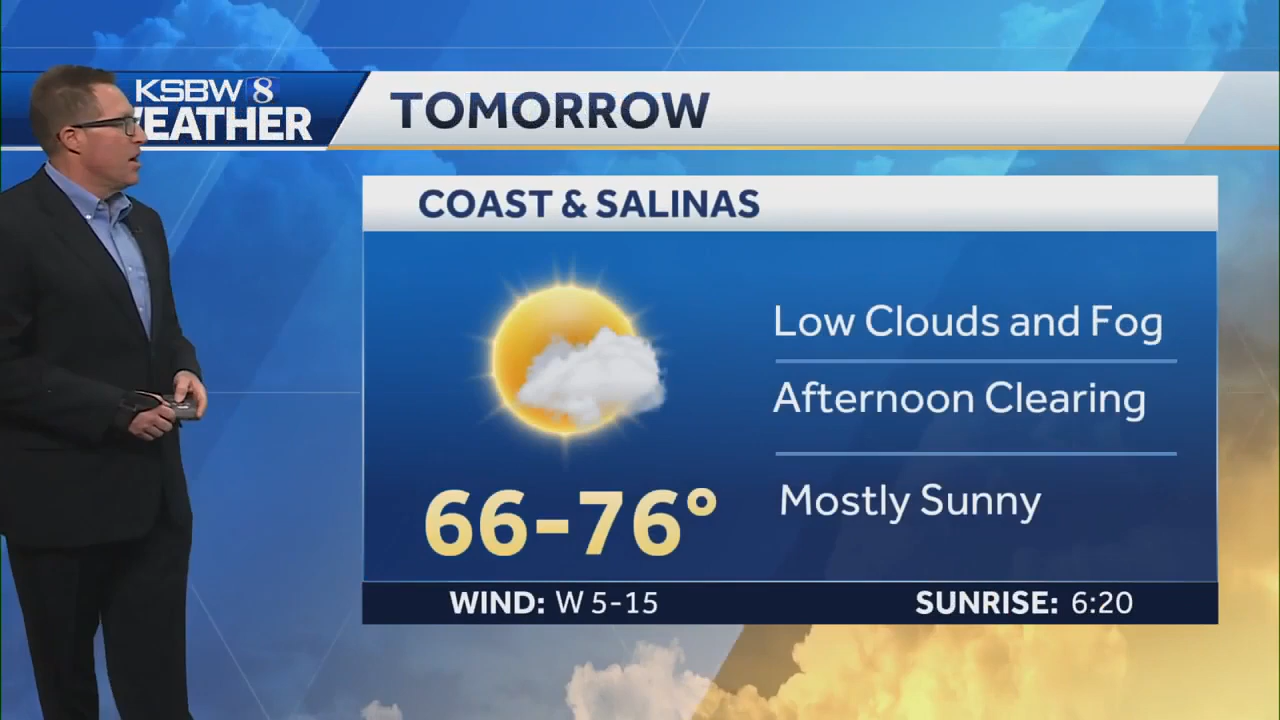 KSBW 8
WEATHER
TOMORROW
COAST & SALINAS
Low Clouds and Fog
Afternoon Clearing
Mostly Sunny
66-76°
WIND: W 5-15
SUNRISE: 6:20